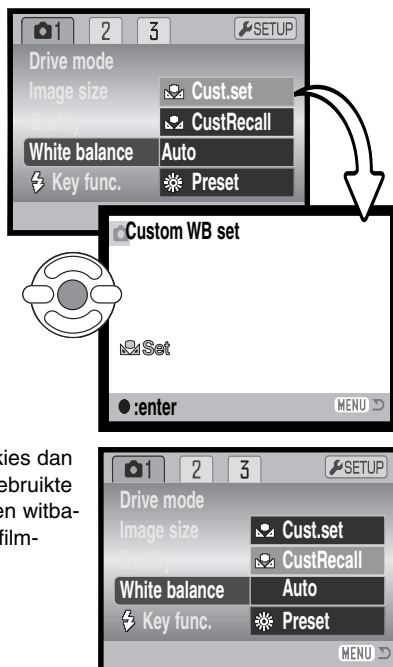 1 2 3 SETUP
Drive mode
Image size Cust.set
Quality CustRecall
White balance Auto
Key func. Preset
Custom WB set
Set
:enter MENU
kies dan
ebruikte
en witba-
film-
1 2 3 SETUP
Drive mode
Image size Cust.set
CustRecall
White balance Auto
Key func. Preset
MENU